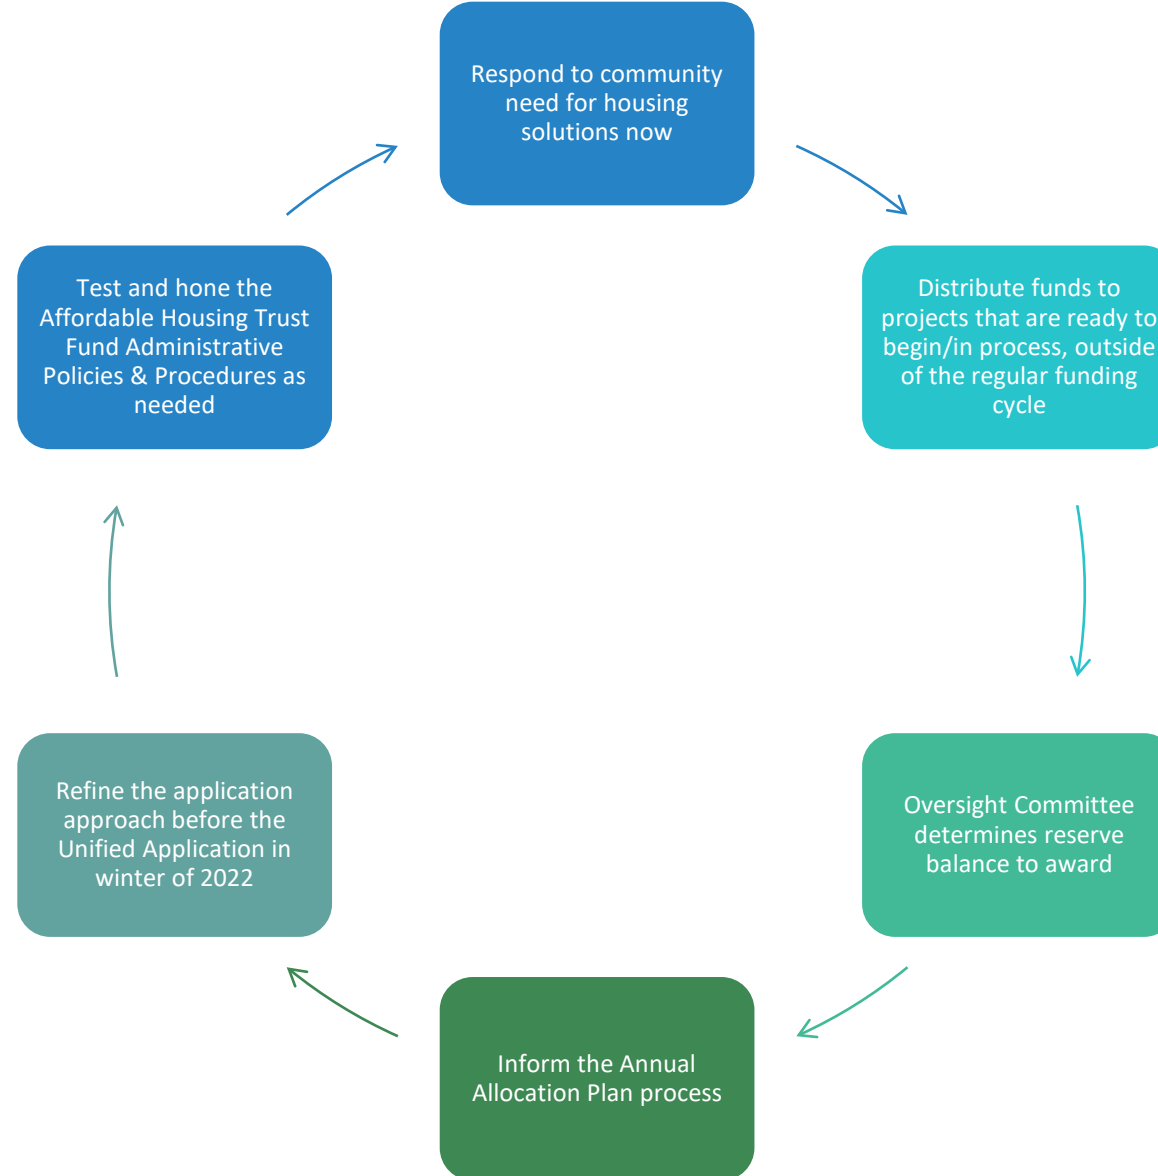 Respond to community
need for housing
solutions now
Distribute funds to
projects that are ready to
begin/in process, outside
of the regular funding
cycle
Oversight Committee
determines reserve
balance to award
Inform the Annual
Allocation Plan process
Refine the application
approach before the
Unified Application in
winter of 2022
Test and hone the
Affordable Housing Trust
Fund Administrative
Policies & Procedures as
needed